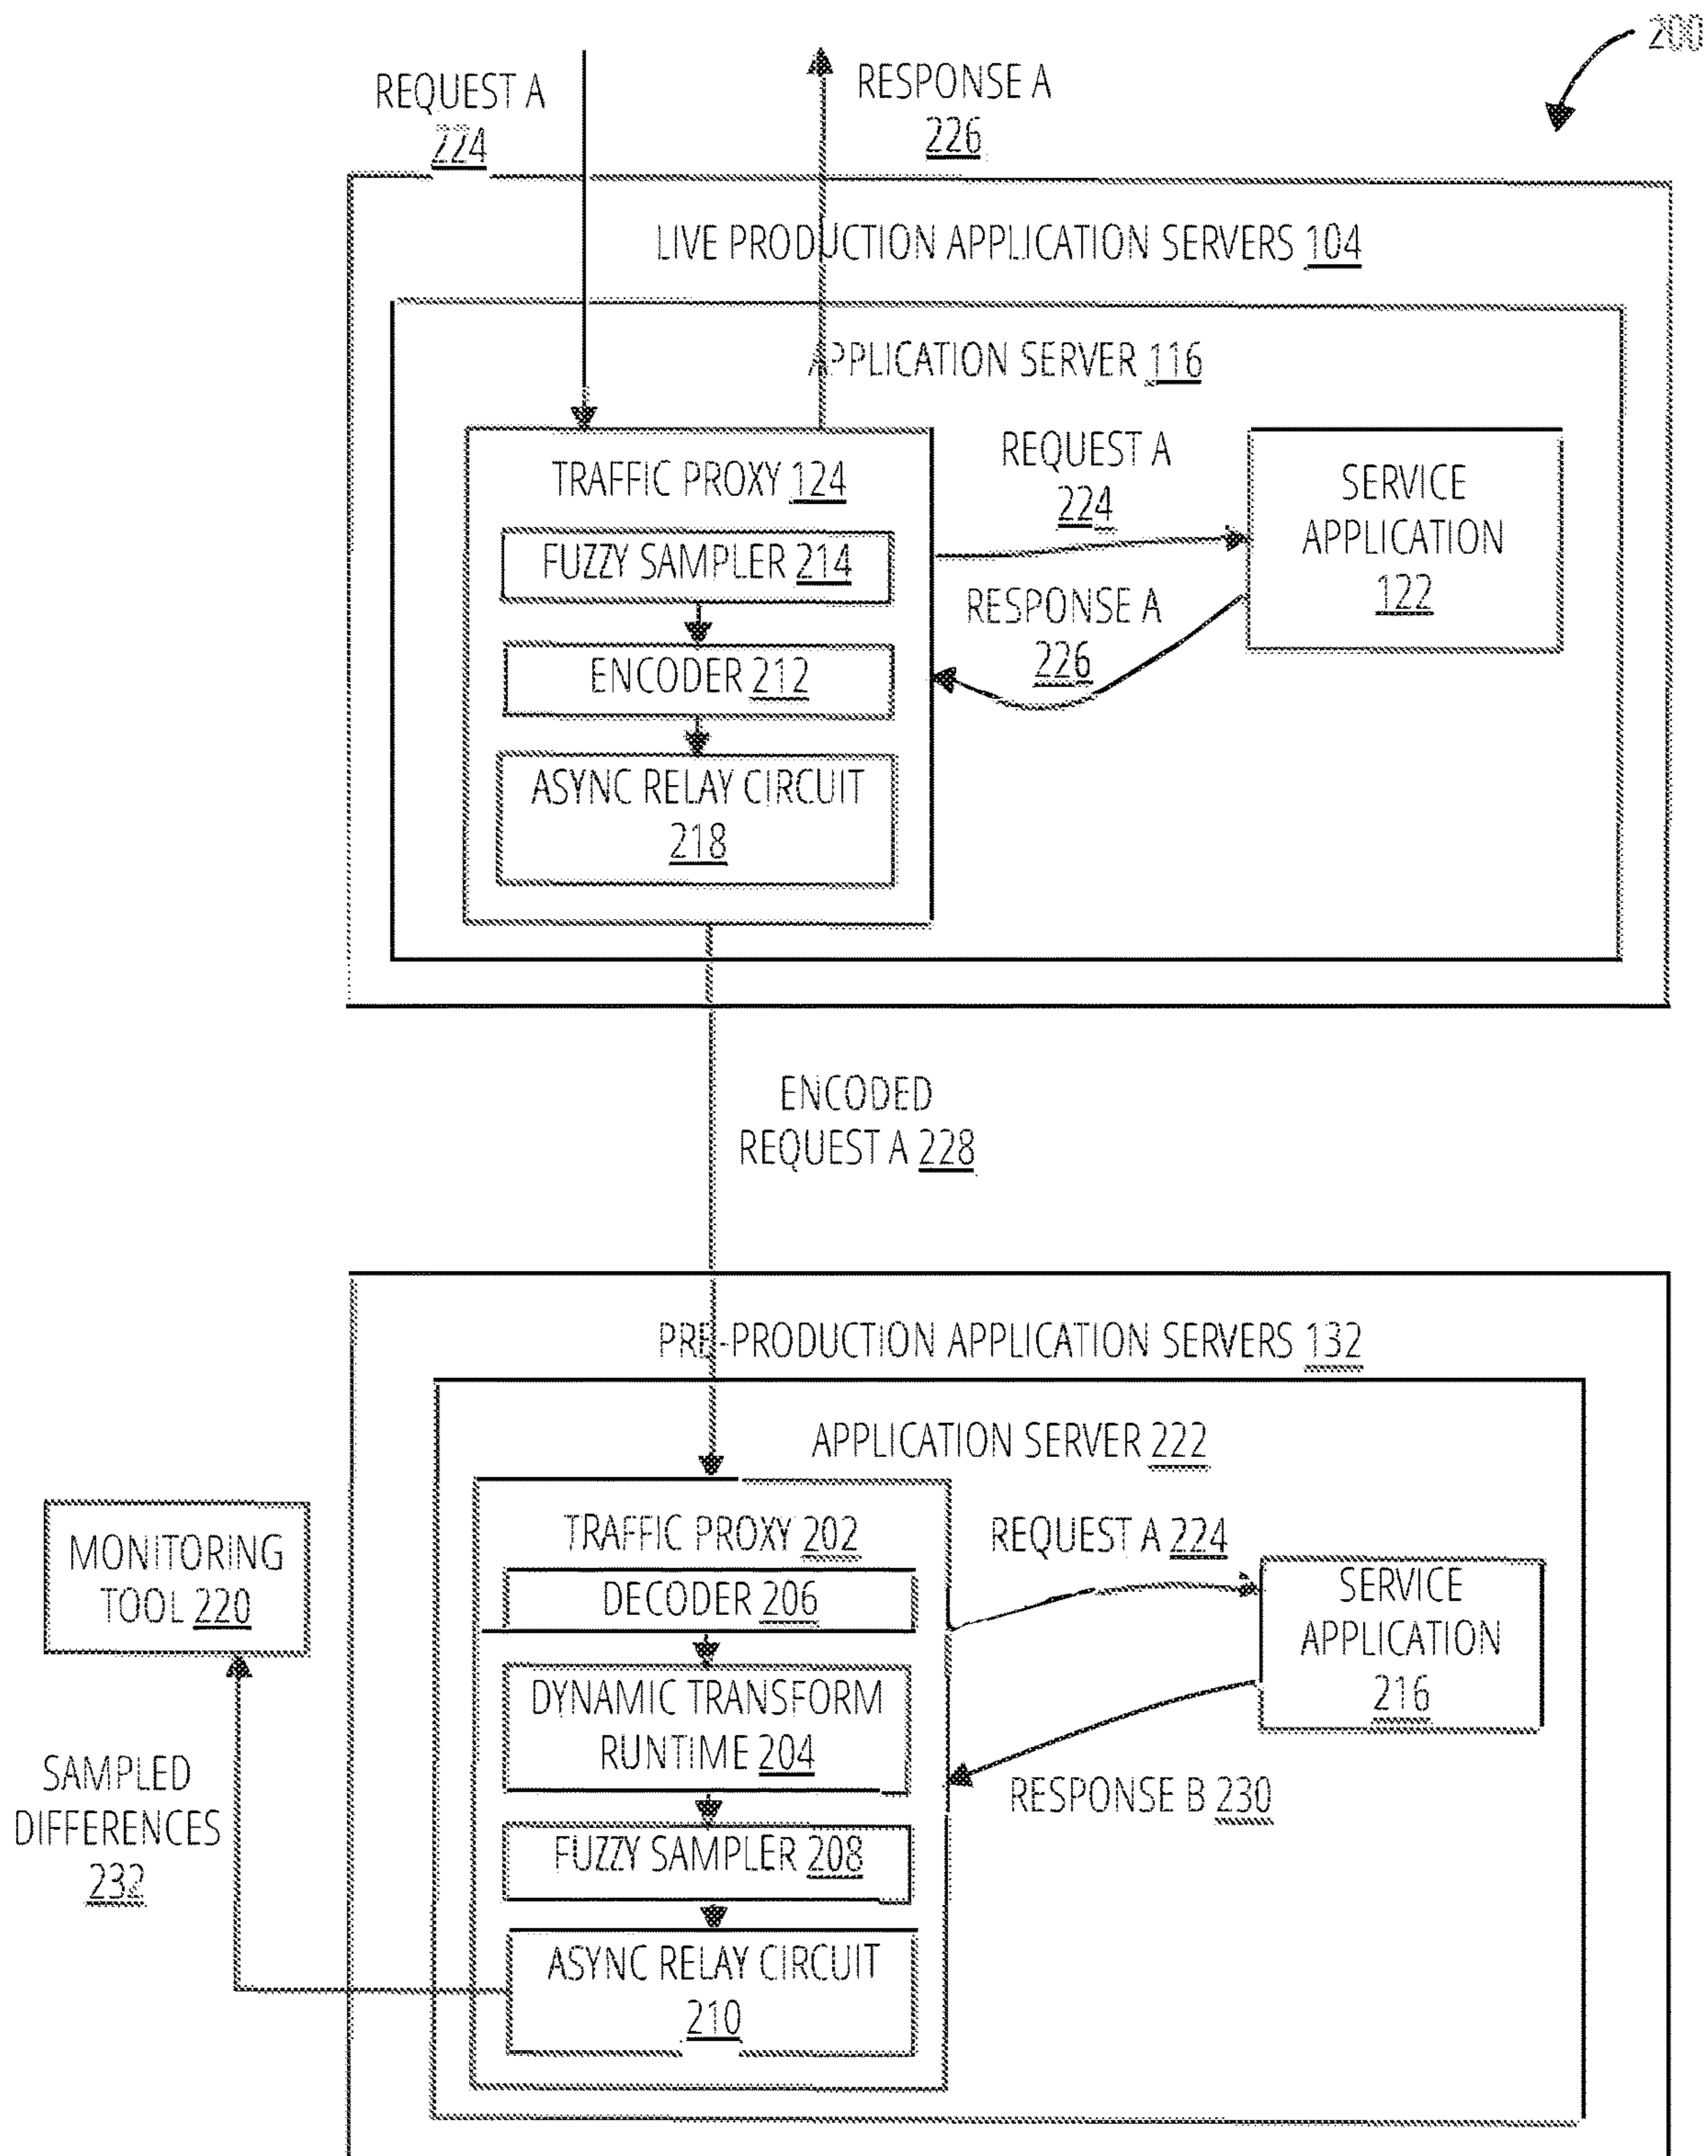 200
REQUEST A
224
RESPONSE A
226
LIVE PRODUCTION APPLICATION SERVERS 104
APPLICATION SERVER 116
TRAFFIC PROXY 124
FUZZY SAMPLER 214
ENCODER 212
ASYNC RELAY CIRCUIT
218
REQUEST A
224
RESPONSE A
226
SERVICE
APPLICATION
122
ENCODED
REQUEST A 228
PRE-PRODUCTION APPLICATION SERVERS 132
APPLICATION SERVER 222
MONITORING
TOOL 220
TRAFFIC PROXY 202
DECODER 206
DYNAMIC TRANSFORM
RUNTIME 204
FUZZY SAMPLER 208
ASYNC RELAY CIRCUIT
210
REQUEST A 224
SERVICE
APPLICATION
216
RESPONSE B 230
SAMPLED
DIFFERENCES
232